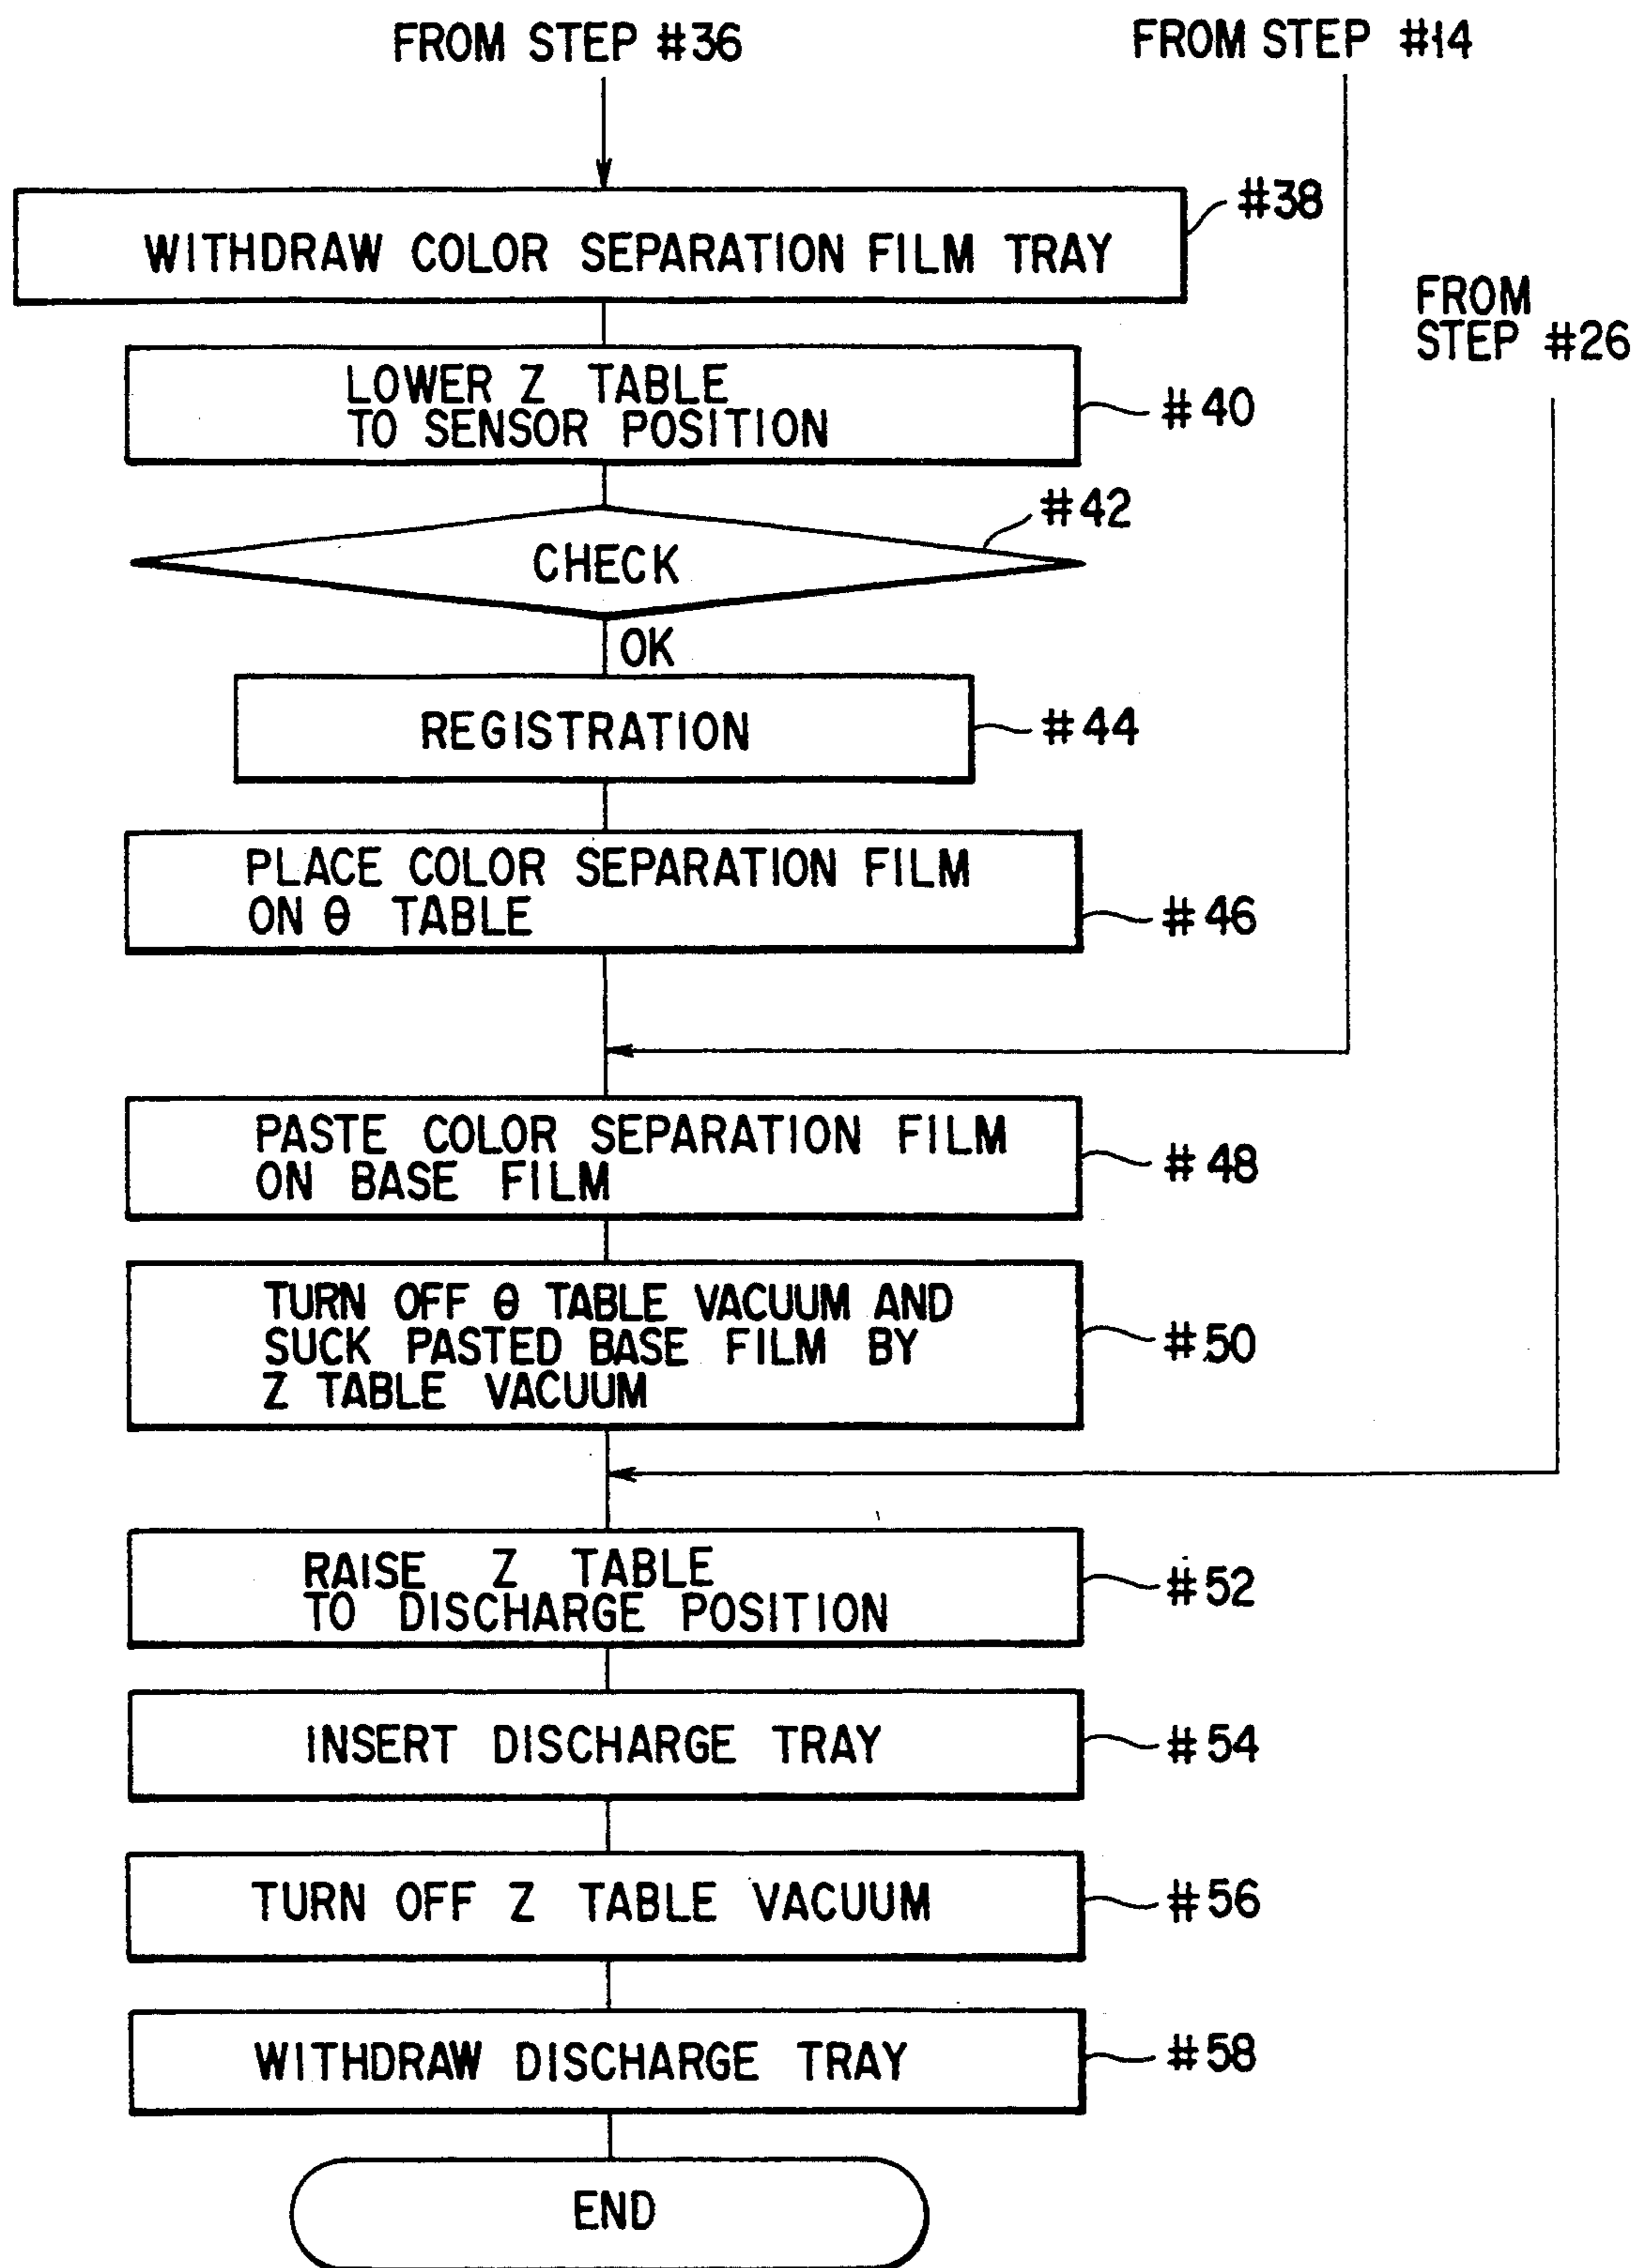 FROM STEP #36
FROM STEP #14
WITHDRAW COLOR SEPARATION FILM TRAY
#38
FROM
STEP #26
LOWER Z TABLE
TO SENSOR POSITION
#40
CHECK
#42
OK
REGISTRATION
#44
PLACE COLOR SEPARATION FILM
ON θ TABLE
#46
PASTE COLOR SEPARATION FILM
ON BASE FILM
#48
TURN OFF θ TABLE VACUUM AND
SUCK PASTED BASE FILM BY
Z TABLE VACUUM
#50
RAISE Z TABLE
TO DISCHARGE POSITION
#52
INSERT DISCHARGE TRAY
#54
TURN OFF Z TABLE VACUUM
#56
WITHDRAW DISCHARGE TRAY
#58
END